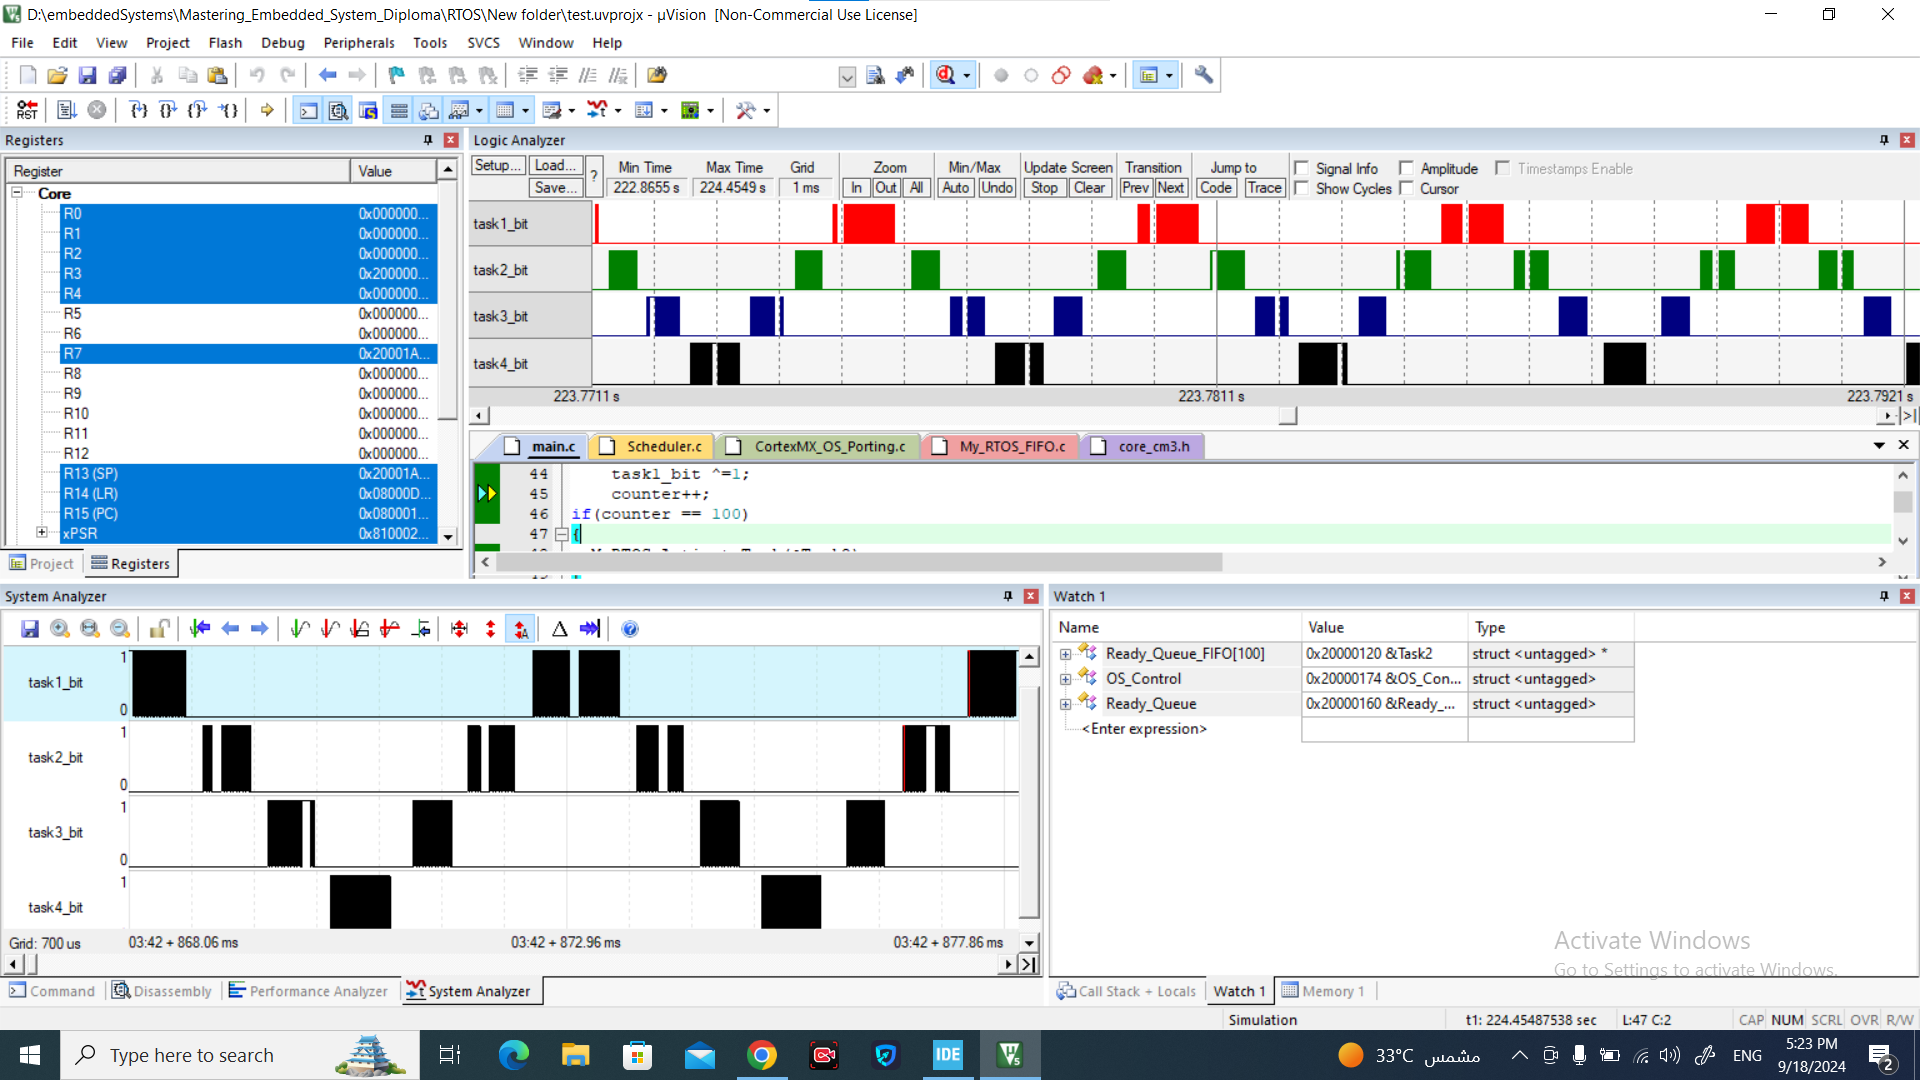 D:\embeddedSystems\Mastering_Embedded_System_Diploma\RTOS\New folder\test.uvprojx - µVision [Non-Commercial Use License]
File Edit View Project Flash Debug Peripherals Tools SVCS Window Help
RST
Registers
Register Value
Core
R0 0x000000...
R1 0x000000...
R2 0x000000...
R3 0x200000...
R4 0x000000...
R5 0x000000...
R6 0x000000...
R7 0x20001A...
R8 0x000000...
R9 0x000000...
R10 0x000000...
R11 0x000000...
R12 0x000000...
R13 (SP) 0x20001A...
R14 (LR) 0x08000D...
R15 (PC) 0x080001...
xPSR 0x810002...
Project Registers
Logic Analyzer
Setup... Load... Save... ?
Min Time Max Time Grid Zoom Min/Max Update Screen Transition Jump to Signal Info Amplitude Timestamps Enable
222.8655 s 224.4549 s 1 ms In Out All Auto Undo Stop Clear Prev Next Code Trace Show Cycles Cursor
task1_bit
task2_bit
task3_bit
task4_bit
223.7711 s 223.7811 s 223.7921 s
main.c Scheduler.c CortexMX_OS_Porting.c My_RTOS_FIFO.c core_cm3.h
44 task1_bit ^=1;
45 counter++;
46 if(counter == 100)
47 {
System Analyzer
task1_bit 1 0
task2_bit 1 0
task3_bit 1 0
task4_bit 1
Grid: 700 us 03:42 + 868.06 ms 03:42 + 872.96 ms 03:42 + 877.86 ms
Command Disassembly Performance Analyzer System Analyzer
Watch 1
Name Value Type
Ready_Queue_FIFO[100] 0x20000120 &Task2 struct <untagged> *
OS_Control 0x20000174 &OS_Con... struct <untagged>
Ready_Queue 0x20000160 &Ready_... struct <untagged>
<Enter expression>
Activate Windows
Go to Settings to activate Windows.
Call Stack + Locals Watch 1 Memory 1
Simulation t1: 224.45487538 sec L:47 C:2 CAP NUM SCRL OVR R/W
Type here to search
IDE
33°C مشمس
ENG
5:23 PM
9/18/2024
2